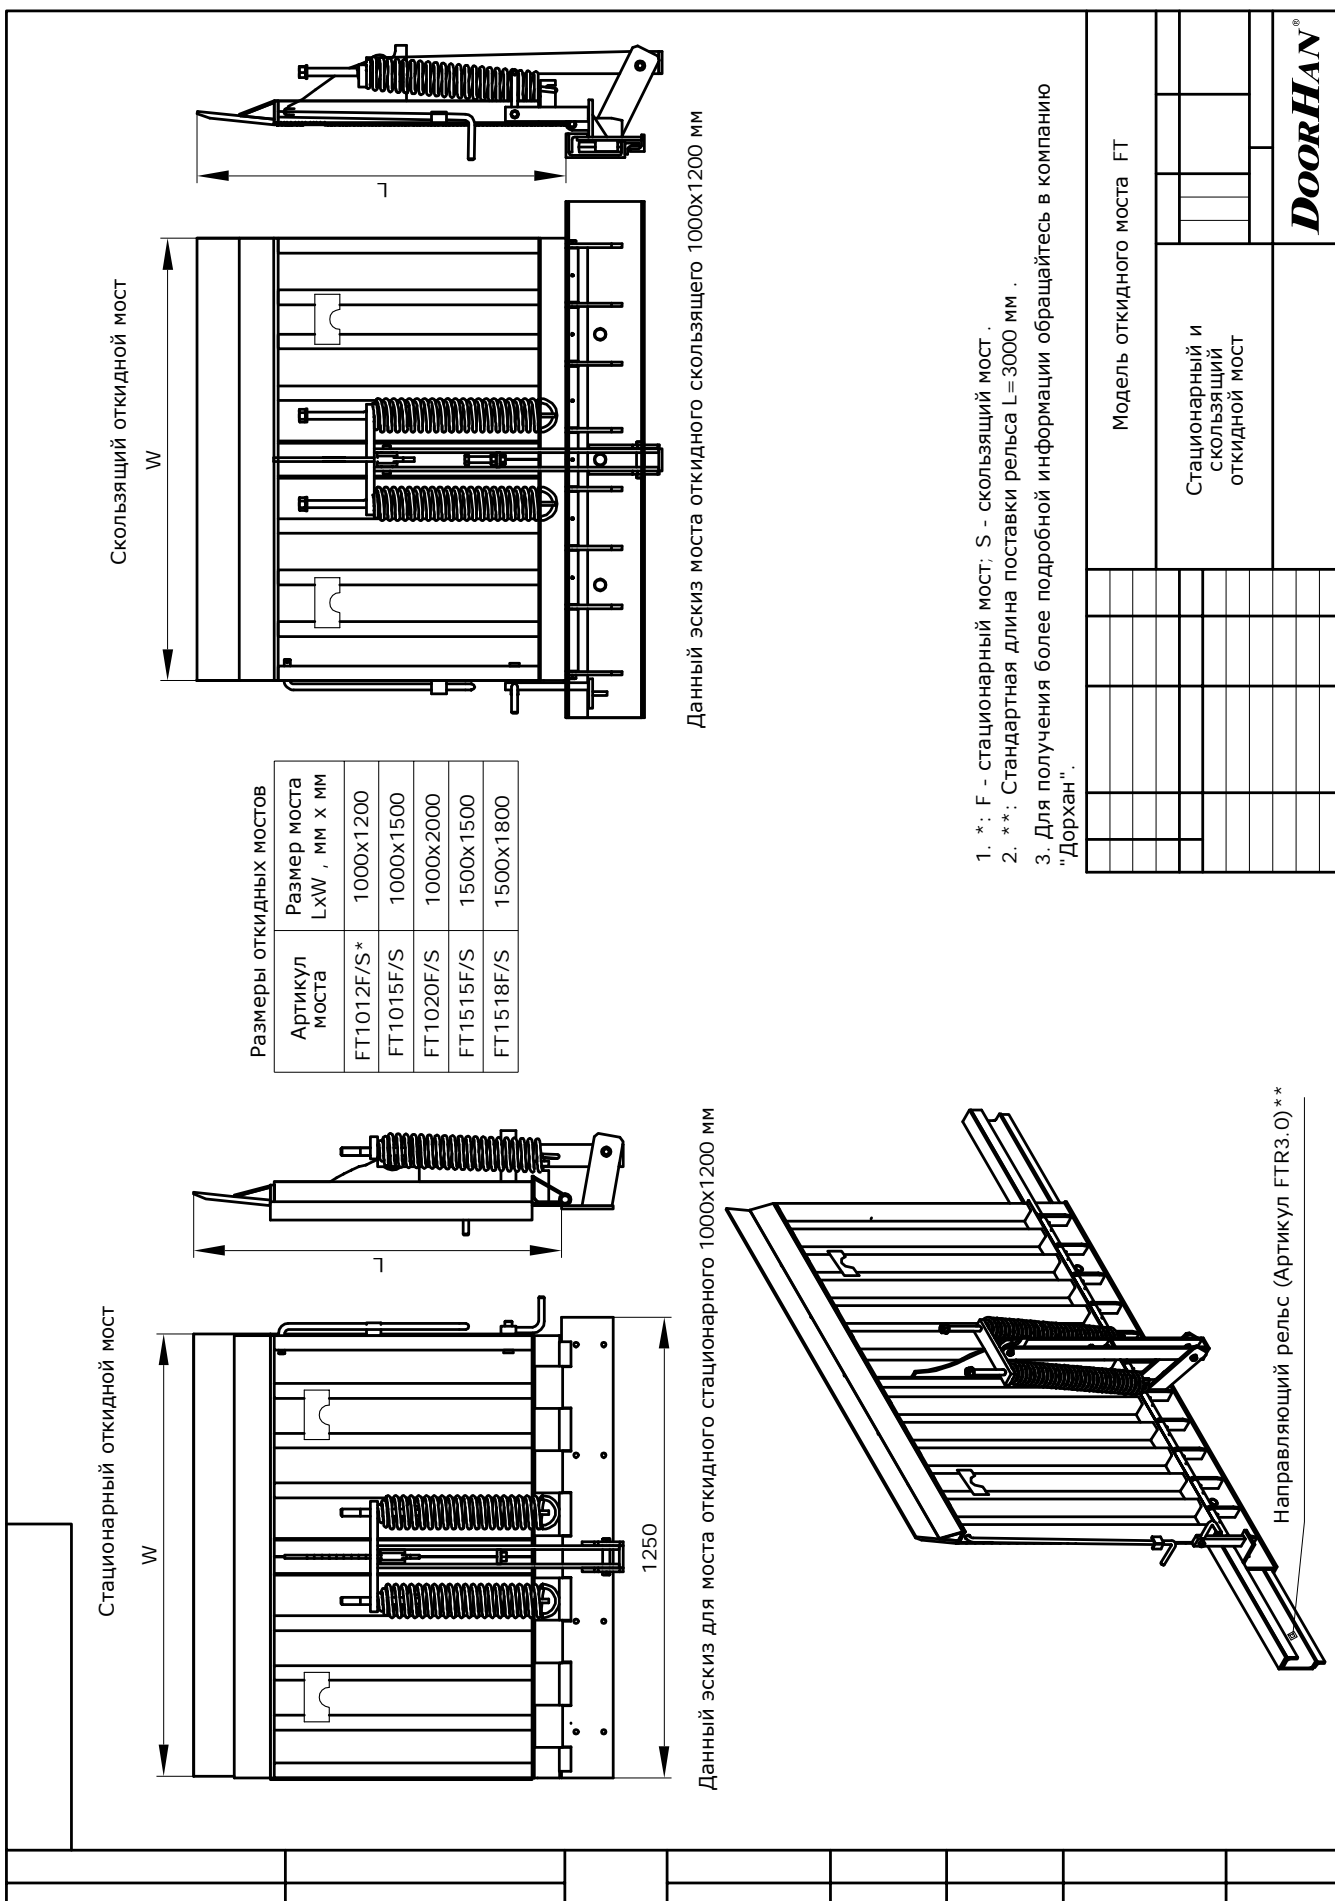 Стационарный откидной мост
W
L
1250
Данный эскиз для моста откидного стационарного 1000х1200 мм
Размеры откидных мостов
Артикул моста
Размер моста LxW , мм х мм
FT1012F/S* 1000x1200
FT1015F/S 1000x1500
FT1020F/S 1000x2000
FT1515F/S 1500x1500
FT1518F/S 1500x1800
Скользящий откидной мост
W
L
Данный эскиз моста откидного скользящего 1000х1200 мм
Направляющий рельс (Артикул FTR3.0)**
1. *: F - стационарный мост; S - скользящий мост .
2. **: Стандартная длина поставки рельса L=3000 мм .
3. Для получения более подробной информации обращайтесь в компанию
"Дорхан".
Модель откидного моста FT
Стационарный и
скользящий
откидной мост
DOORHAN®